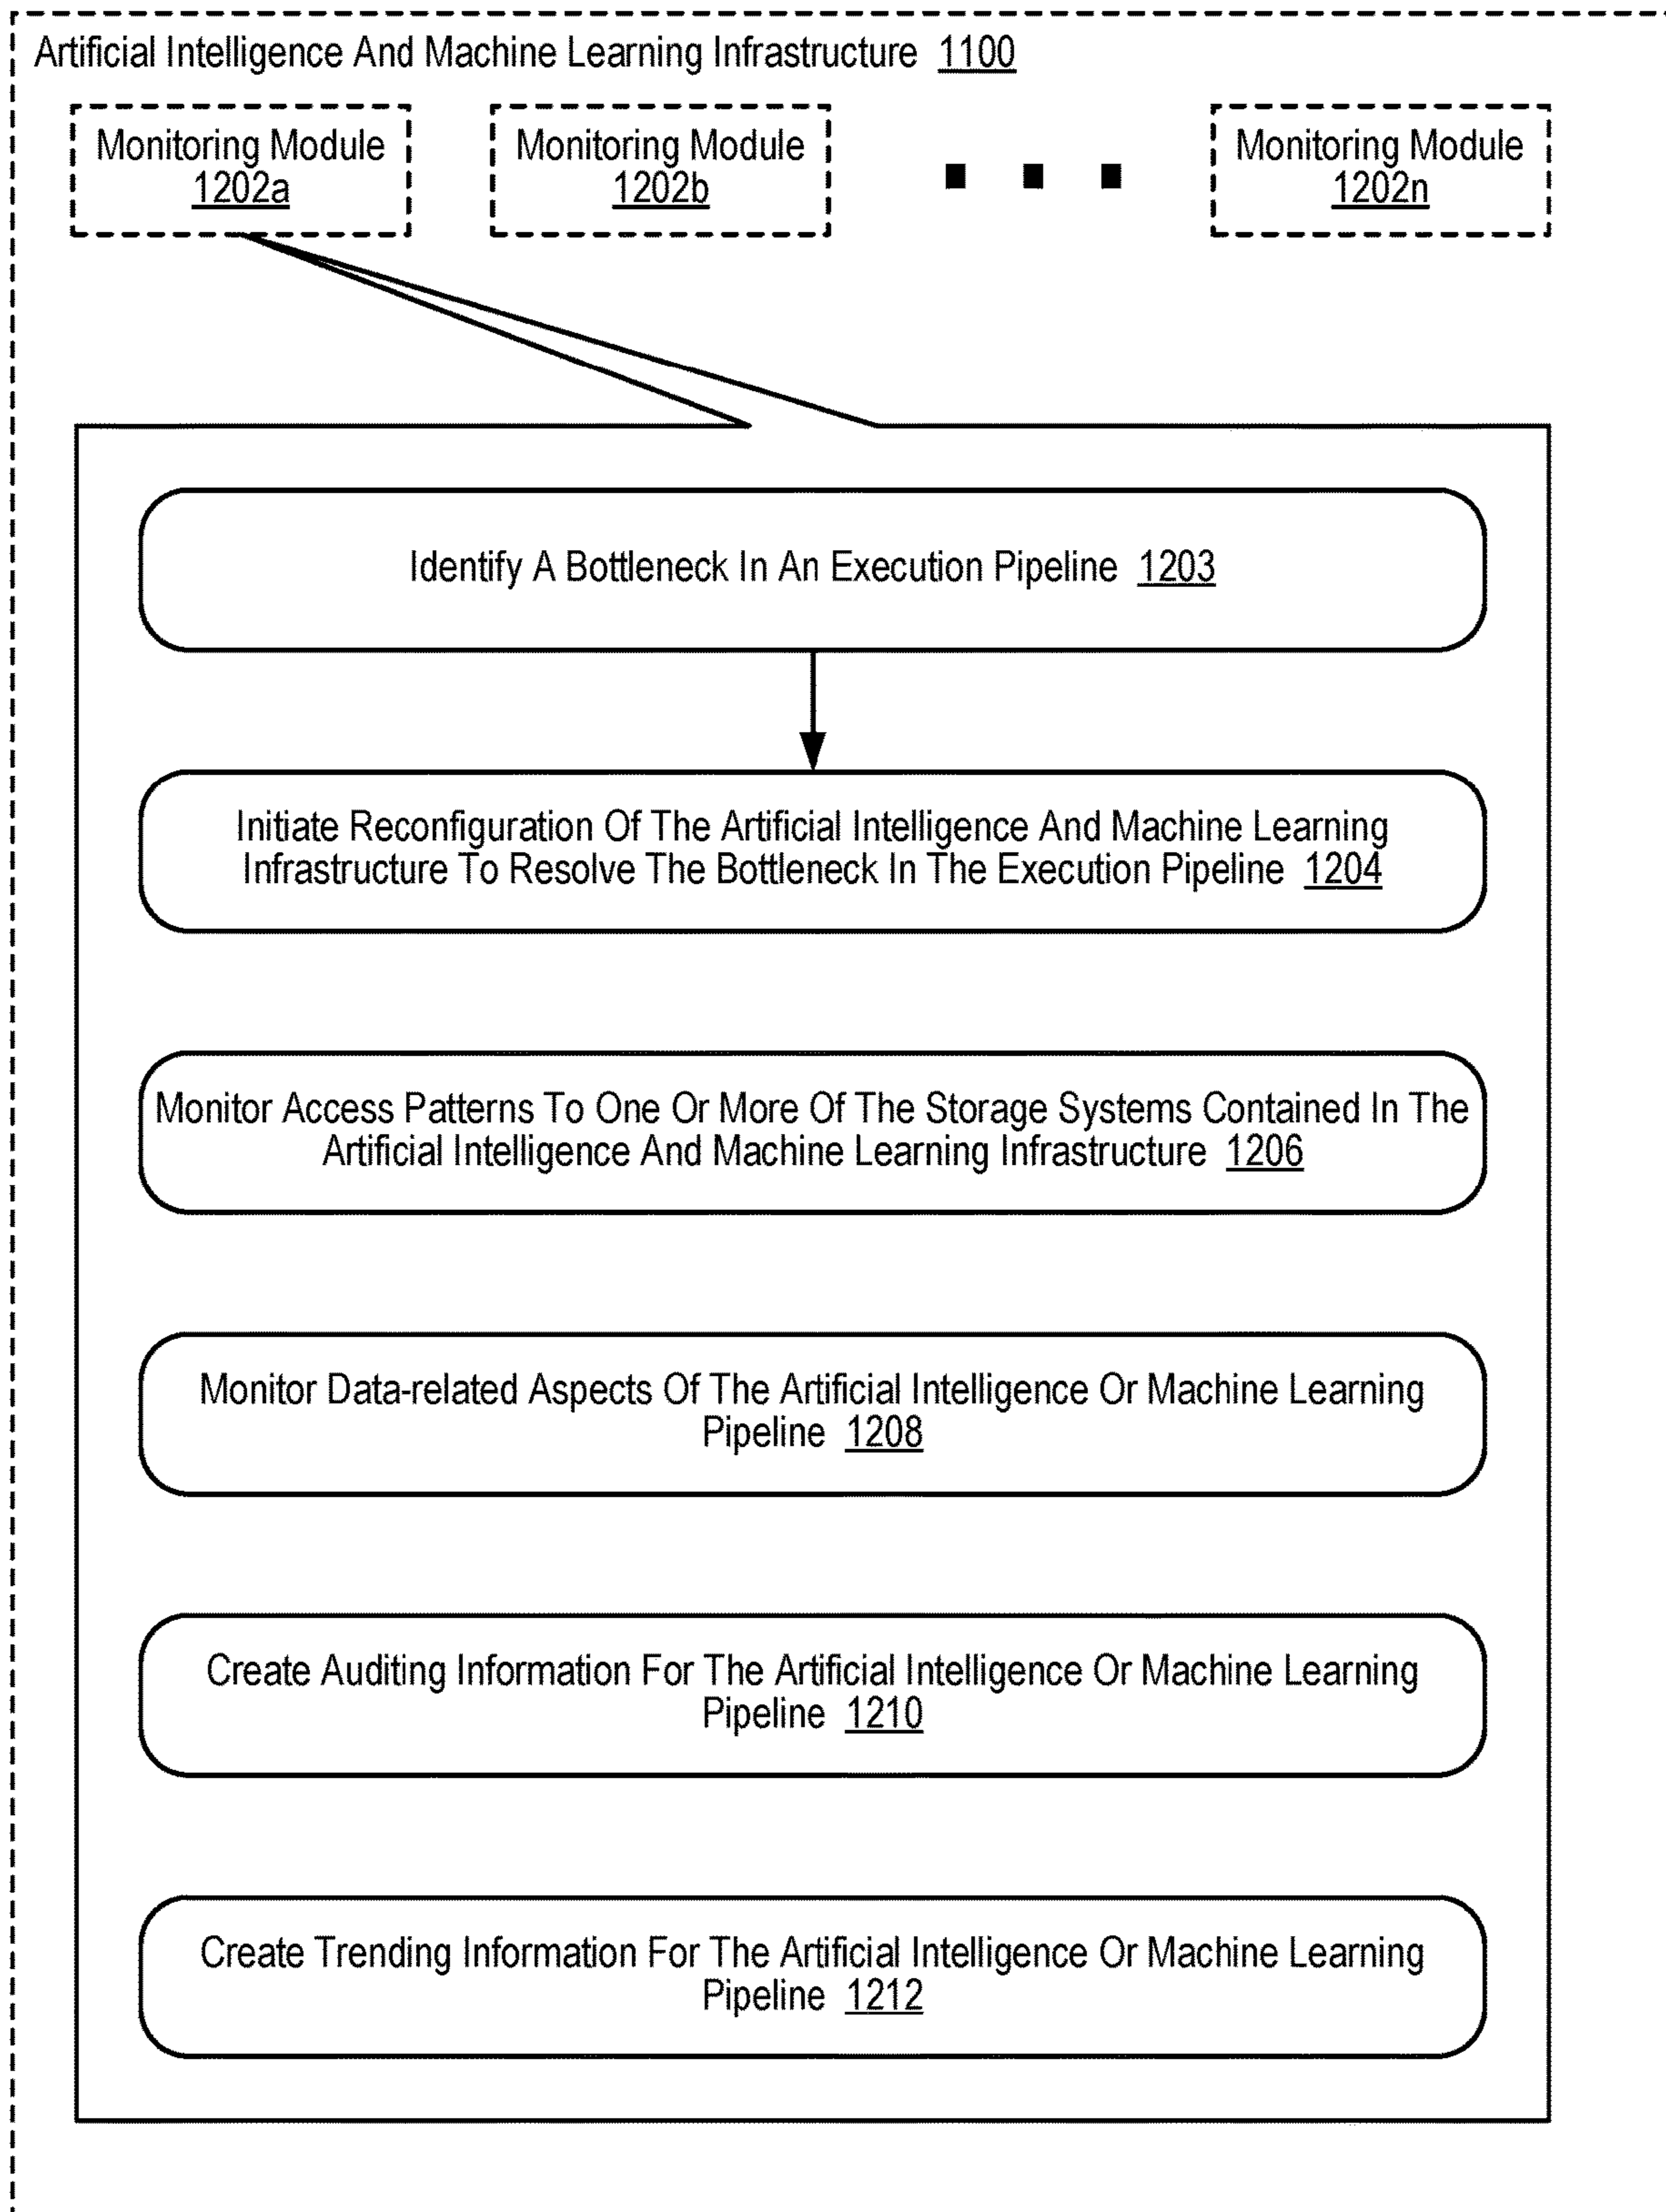 Artificial Intelligence And Machine Learning Infrastructure 1100
Monitoring Module
1202a
Monitoring Module
1202b
Monitoring Module
1202n
Identify A Bottleneck In An Execution Pipeline 1203
Initiate Reconfiguration Of The Artificial Intelligence And Machine Learning
Infrastructure To Resolve The Bottleneck In The Execution Pipeline 1204
Monitor Access Patterns To One Or More Of The Storage Systems Contained In The
Artificial Intelligence And Machine Learning Infrastructure 1206
Monitor Data-related Aspects Of The Artificial Intelligence Or Machine Learning
Pipeline 1208
Create Auditing Information For The Artificial Intelligence Or Machine Learning
Pipeline 1210
Create Trending Information For The Artificial Intelligence Or Machine Learning
Pipeline 1212